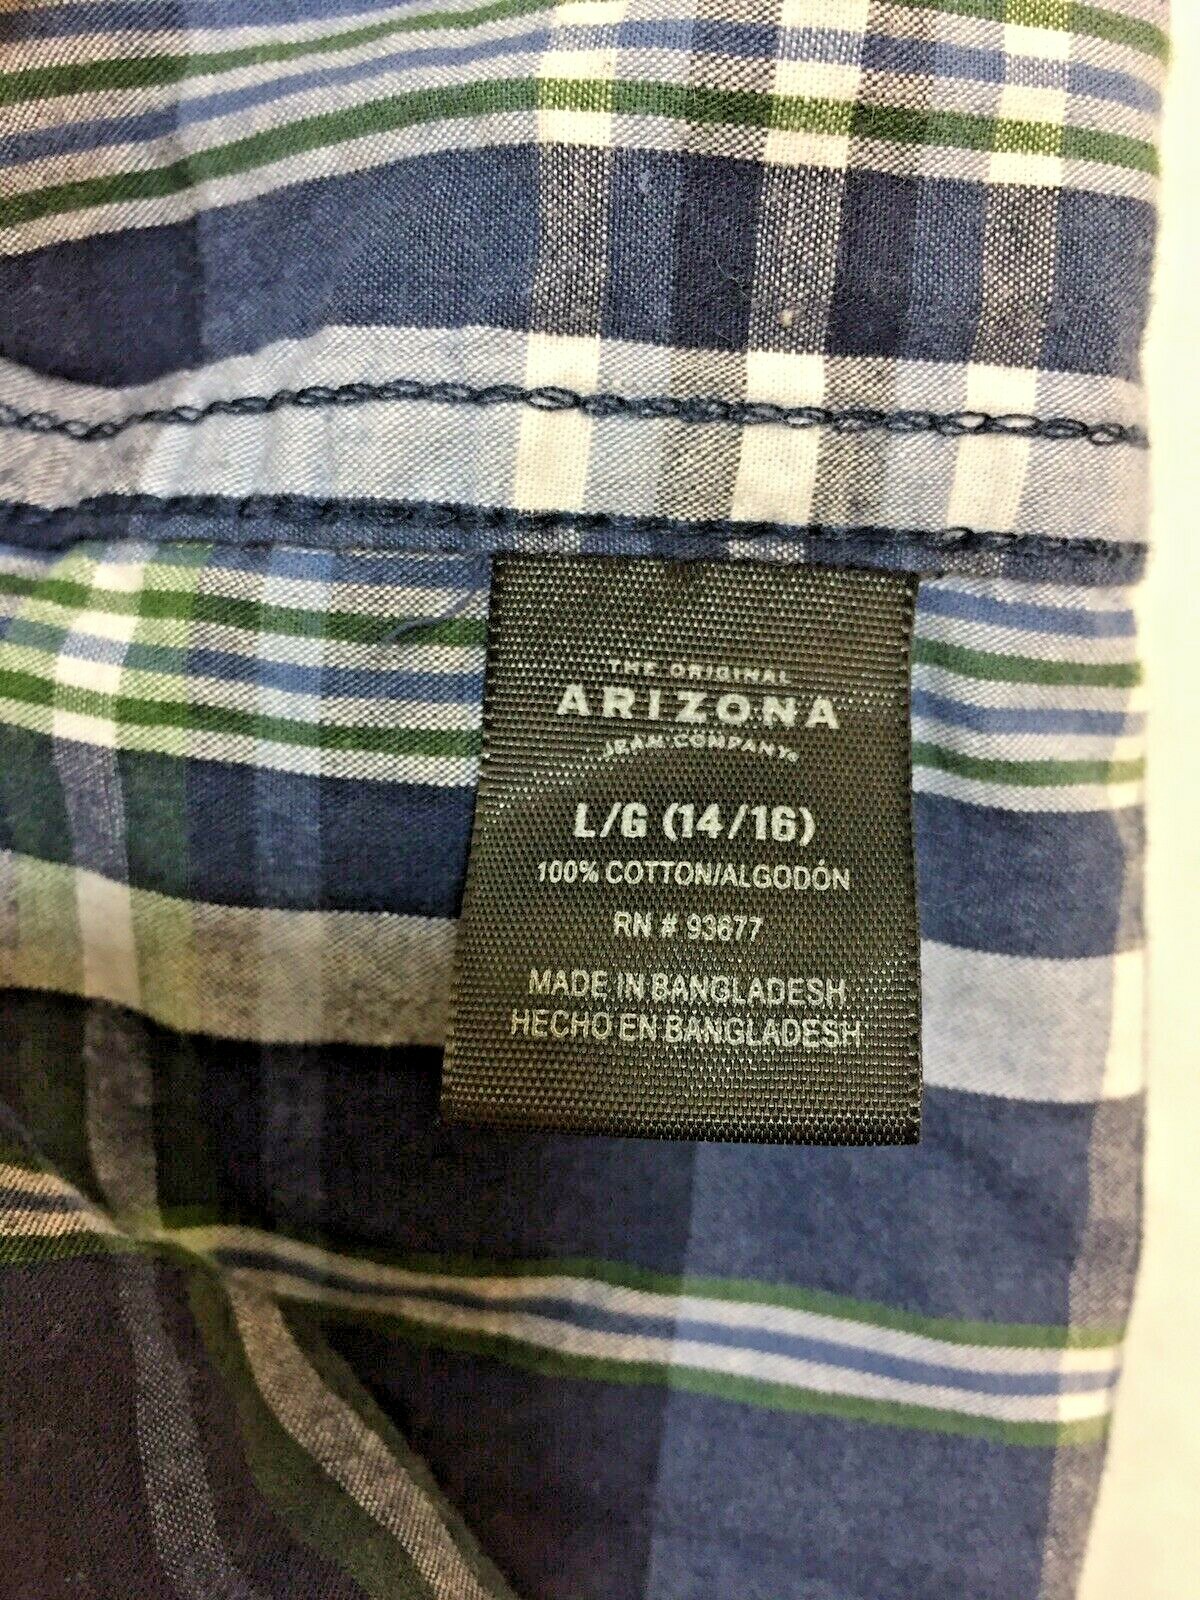 THE ORIGINAL
ARIZONA
JEAN COMPANY®
L/G (14/16)
100% COTTON/ALGODÓN
RN # 93677
MADE IN BANGLADESH
HECHO EN BANGLADESH